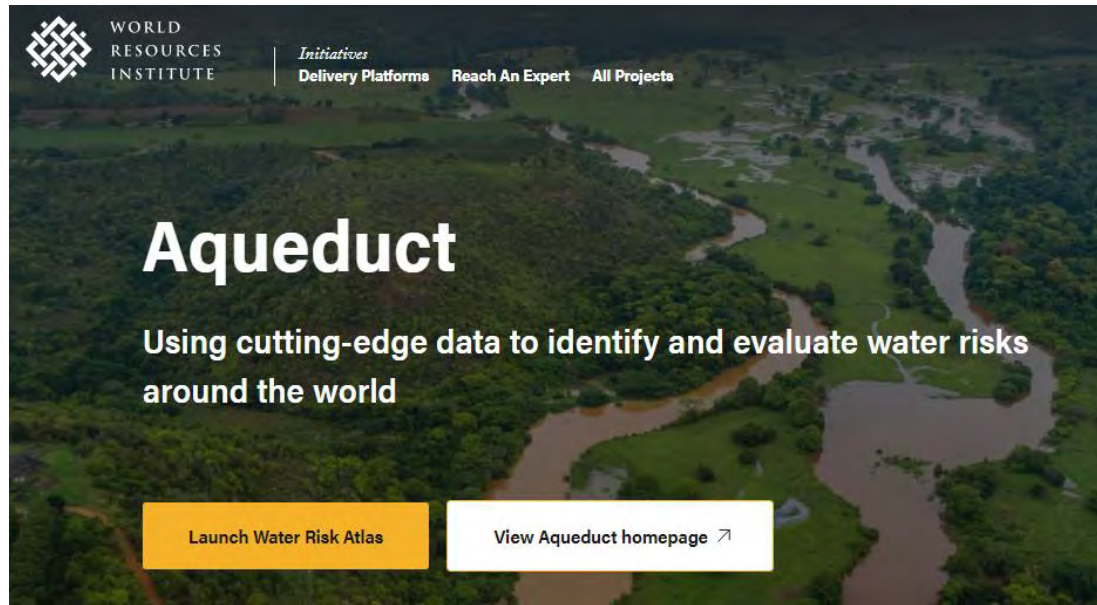 WORLD
RESOURCES
INSTITUTE
Initiatives
Delivery Platforms Reach An Expert All Projects
Aqueduct
Using cutting-edge data to identify and evaluate water risks
around the world
Launch Water Risk Atlas View Aqueduct homepage ↗